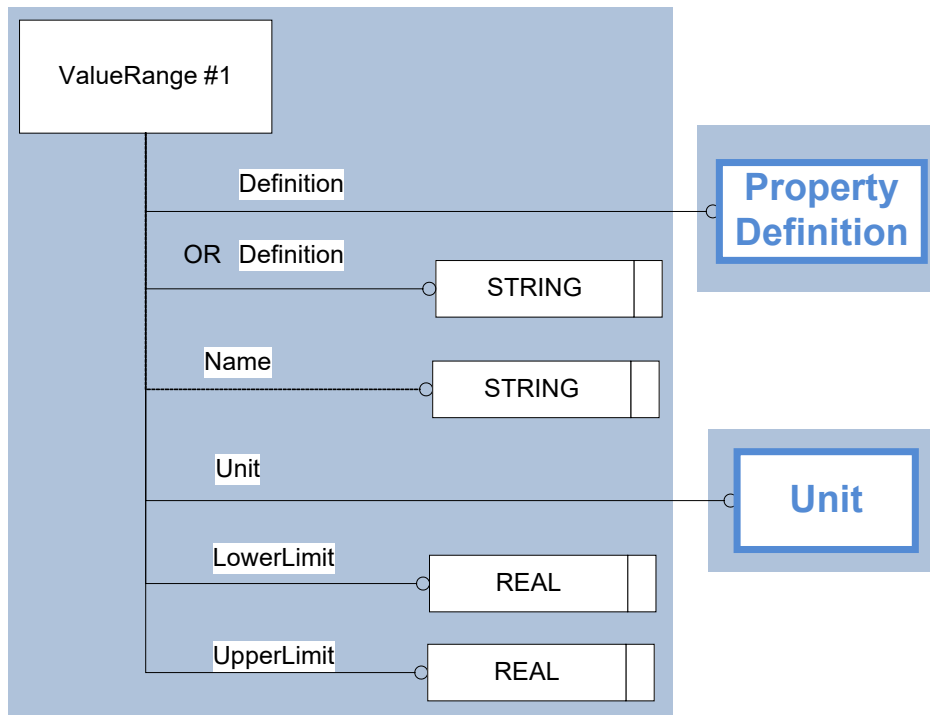 ValueRange #1
Definition
Property
Definition
OR Definition
STRING
Name
STRING
Unit
Unit
LowerLimit
REAL
UpperLimit
REAL